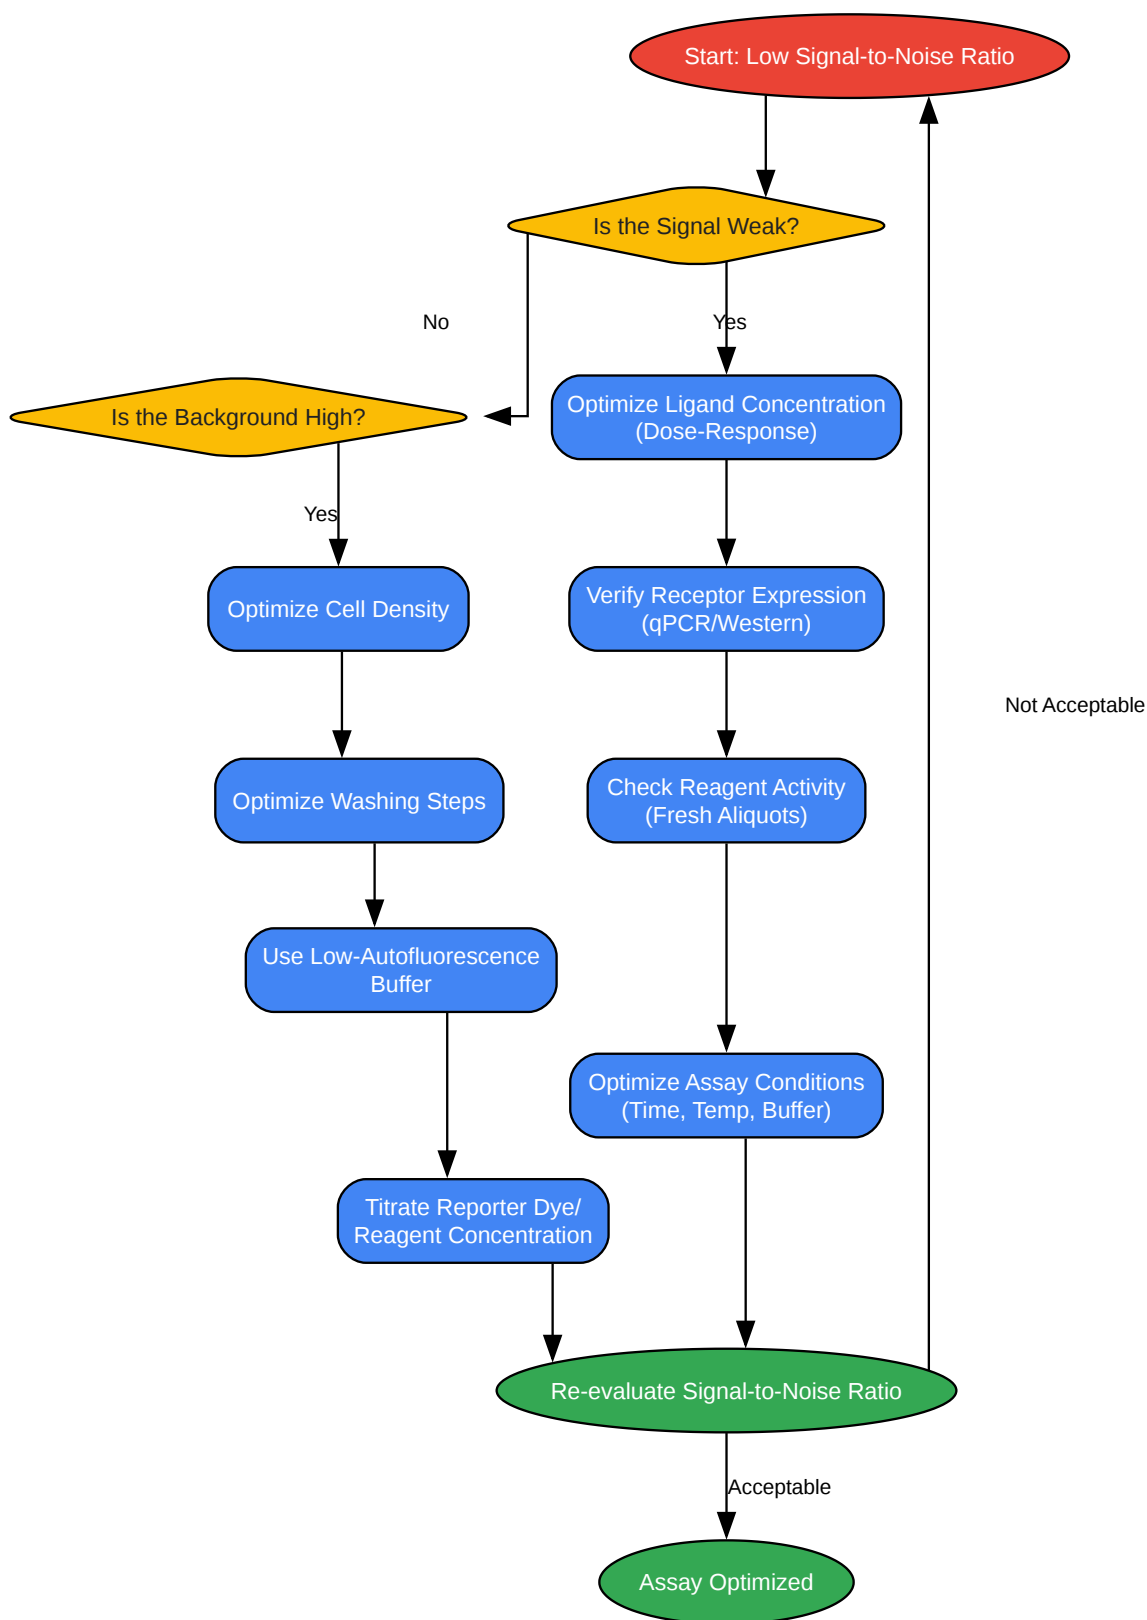 Start: Low Signal-to-Noise Ratio
Is the Signal Weak?
No
Yes
Is the Background High?
Optimize Ligand Concentration
(Dose-Response)
Yes
Optimize Cell Density
Verify Receptor Expression
(qPCR/Western)
Not Acceptable
Optimize Washing Steps
Check Reagent Activity
(Fresh Aliquots)
Use Low-Autofluorescence
Buffer
Optimize Assay Conditions
(Time, Temp, Buffer)
Titrate Reporter Dye/
Reagent Concentration
Re-evaluate Signal-to-Noise Ratio
Acceptable
Assay Optimized